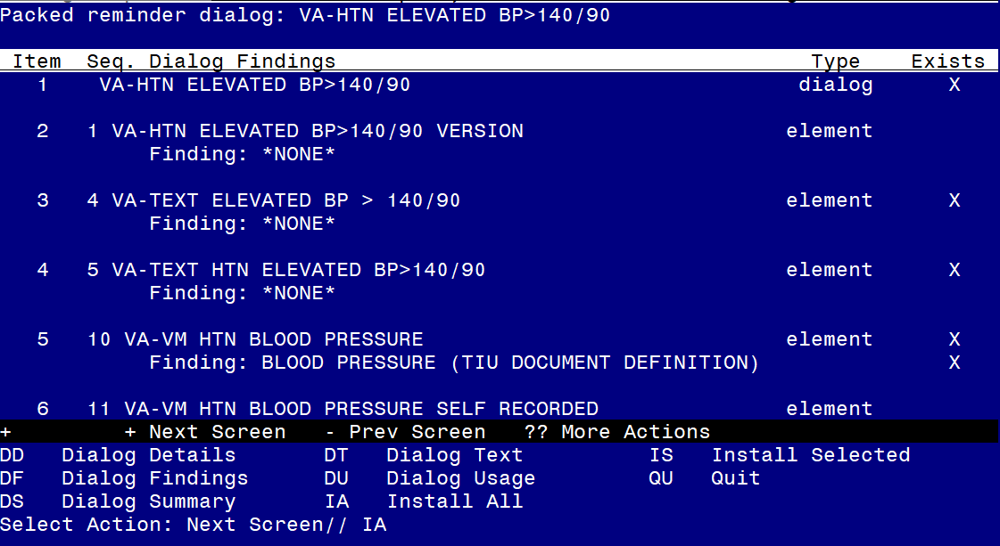 Packed reminder dialog: VA-HTN ELEVATED BP>140/90
Item Seq. Dialog Findings Type Exists
1 VA-HTN ELEVATED BP>140/90 dialog X
2 1 VA-HTN ELEVATED BP>140/90 VERSION element
Finding: *NONE*
3 4 VA-TEXT ELEVATED BP > 140/90 element X
Finding: *NONE*
4 5 VA-TEXT HTN ELEVATED BP>140/90 element X
Finding: *NONE*
5 10 VA-VM HTN BLOOD PRESSURE element X
Finding: BLOOD PRESSURE (TIU DOCUMENT DEFINITION) X
6 11 VA-VM HTN BLOOD PRESSURE SELF RECORDED element
+ + Next Screen - Prev Screen ?? More Actions
DD Dialog Details DT Dialog Text IS Install Selected
DF Dialog Findings DU Dialog Usage QU Quit
DS Dialog Summary IA Install All
Select Action: Next Screen// IA